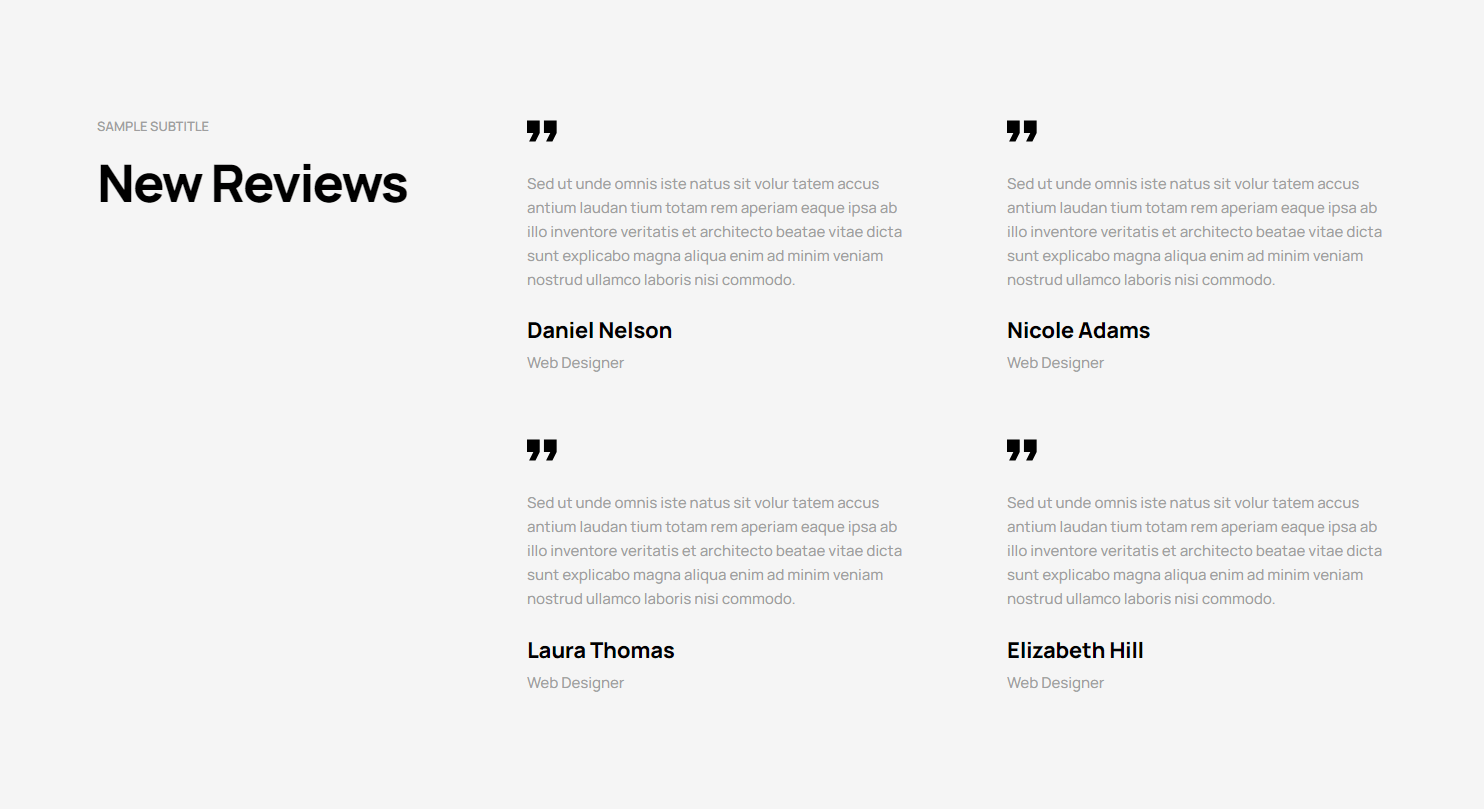 SAMPLE SUBTITLE
New Reviews
”
Sed ut unde omnis iste natus sit volur tatem accus
antium laudan tium totam rem aperiam eaque ipsa ab
illo inventore veritatis et architecto beatae vitae dicta
sunt explicabo magna aliqua enim ad minim veniam
nostrud ullamco laboris nisi commodo.
Daniel Nelson
Web Designer
”
Sed ut unde omnis iste natus sit volur tatem accus
antium laudan tium totam rem aperiam eaque ipsa ab
illo inventore veritatis et architecto beatae vitae dicta
sunt explicabo magna aliqua enim ad minim veniam
nostrud ullamco laboris nisi commodo.
Nicole Adams
Web Designer
”
Sed ut unde omnis iste natus sit volur tatem accus
antium laudan tium totam rem aperiam eaque ipsa ab
illo inventore veritatis et architecto beatae vitae dicta
sunt explicabo magna aliqua enim ad minim veniam
nostrud ullamco laboris nisi commodo.
Laura Thomas
Web Designer
”
Sed ut unde omnis iste natus sit volur tatem accus
antium laudan tium totam rem aperiam eaque ipsa ab
illo inventore veritatis et architecto beatae vitae dicta
sunt explicabo magna aliqua enim ad minim veniam
nostrud ullamco laboris nisi commodo.
Elizabeth Hill
Web Designer